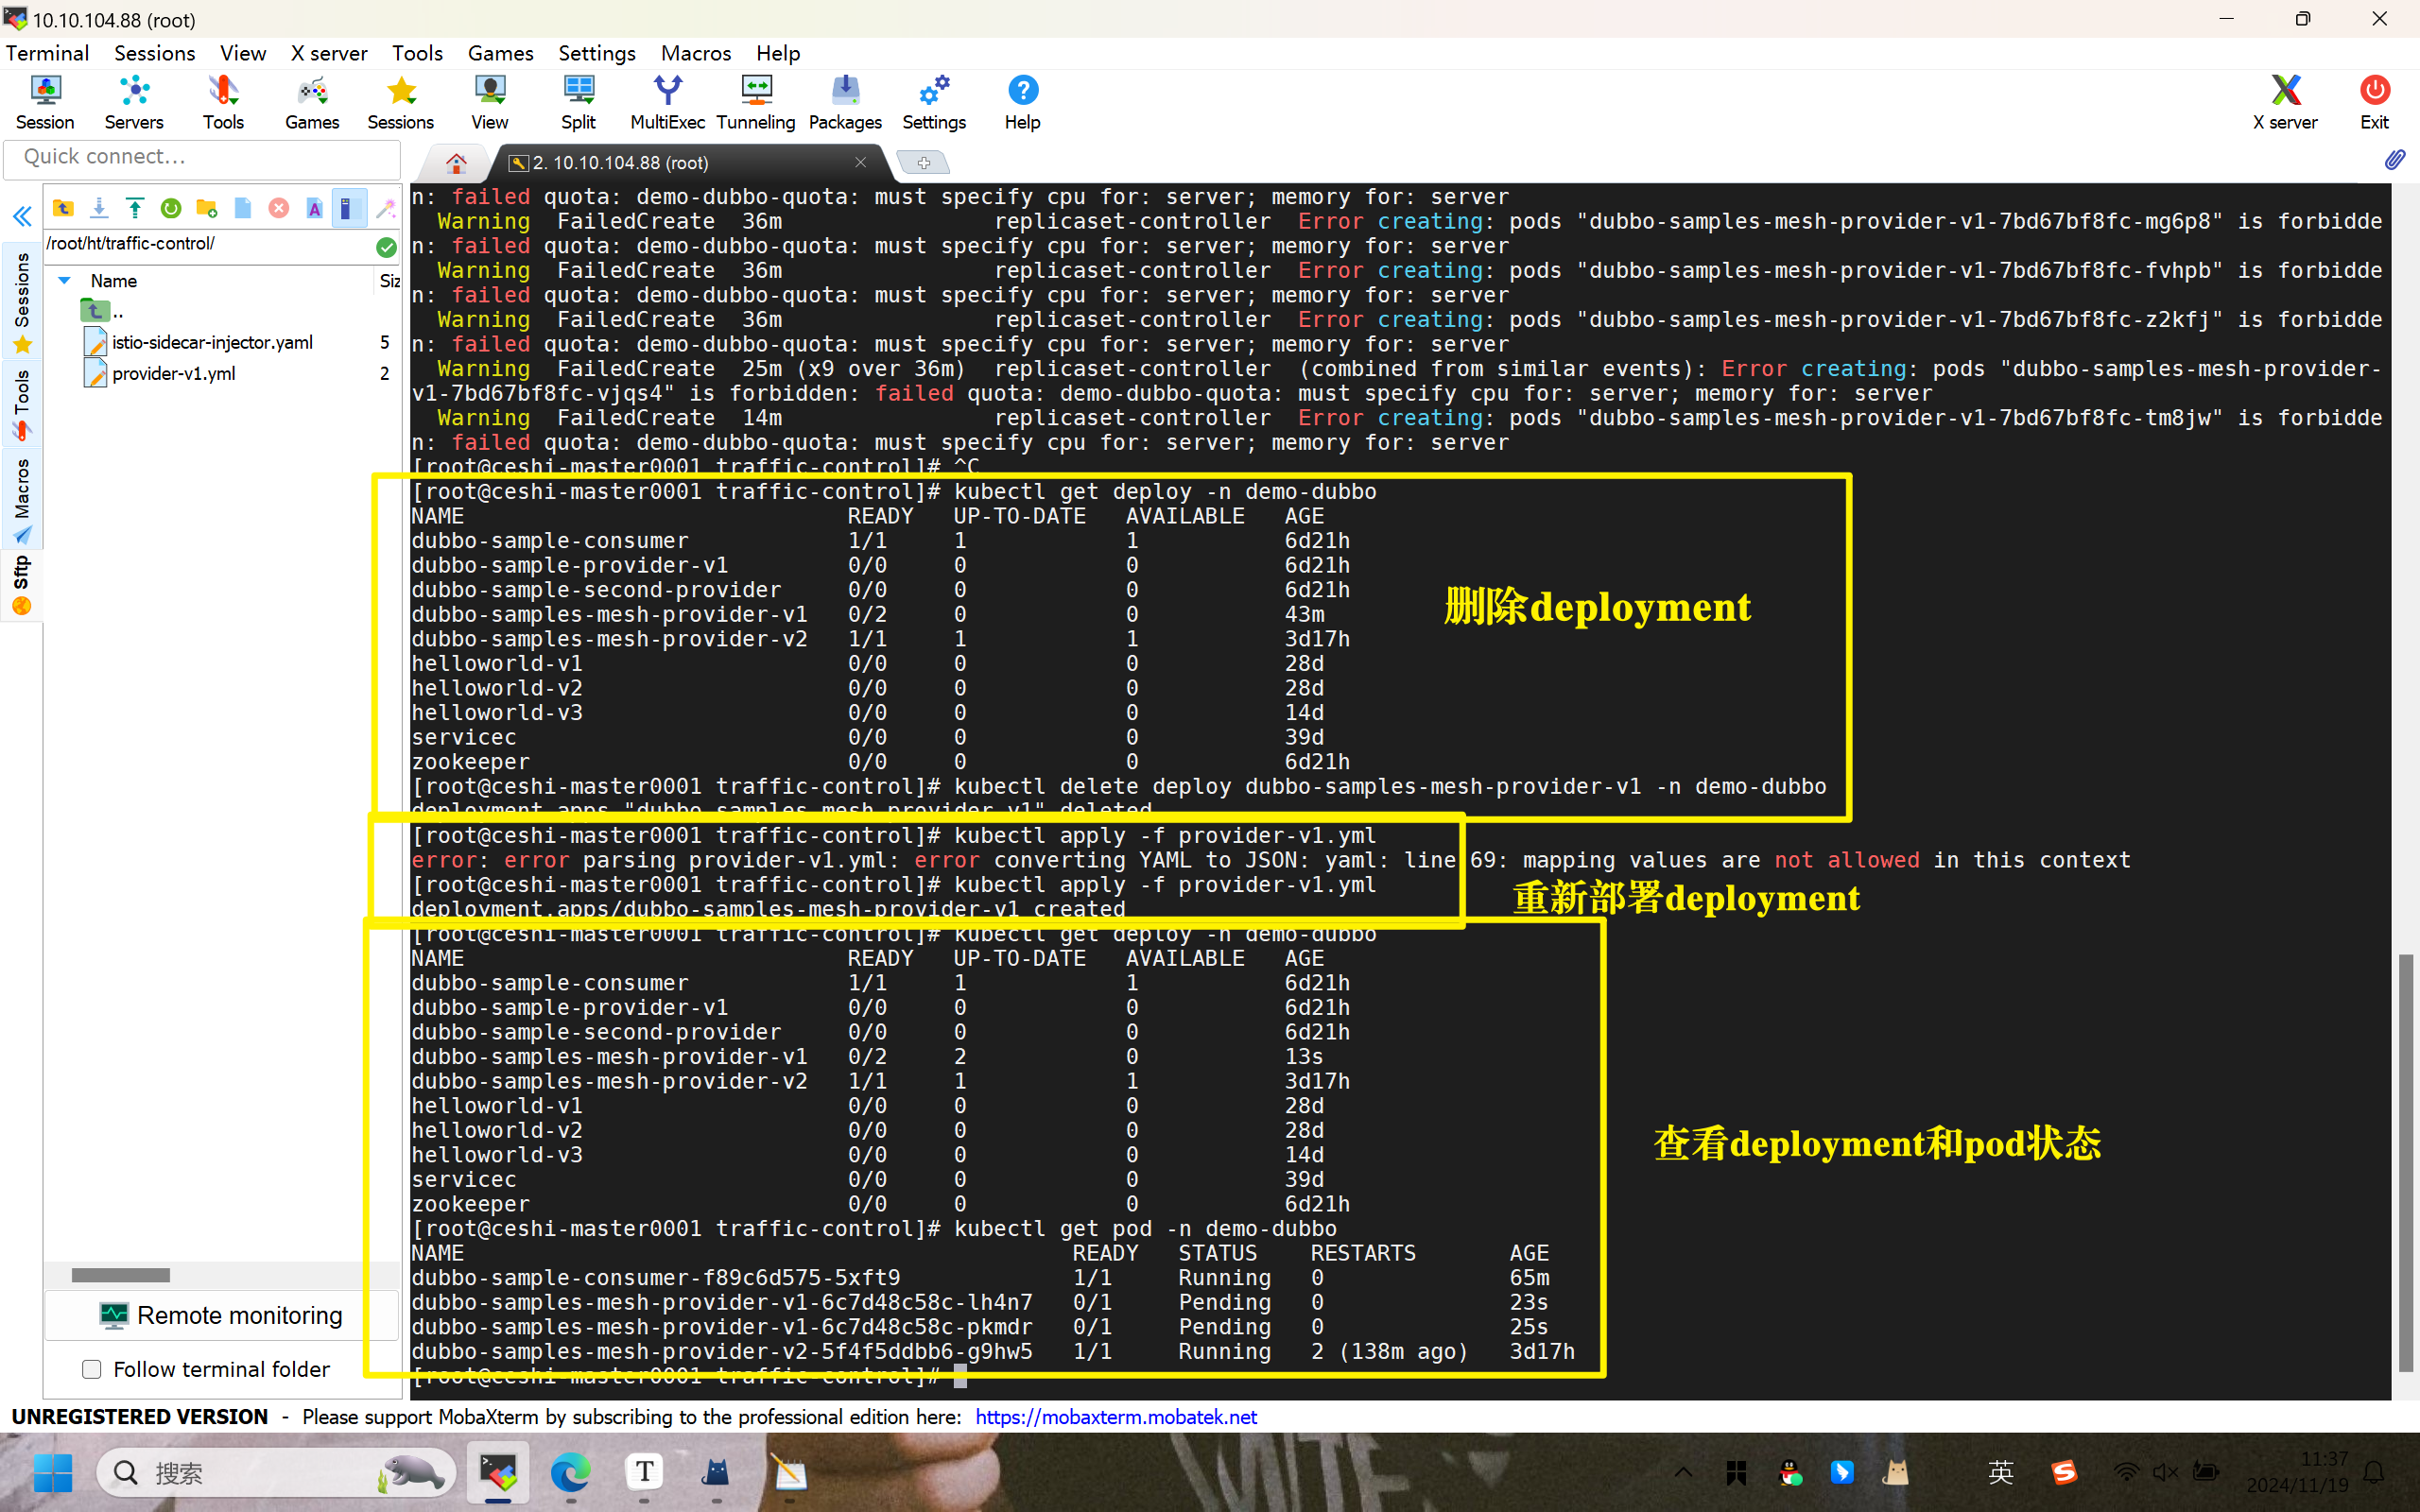 10.10.104.88 (root)
Terminal Sessions View X server Tools Games Settings Macros Help
Session Servers Tools Games Sessions View Split MultiExec Tunneling Packages Settings Help X server Exit
Quick connect...
2. 10.10.104.88 (root)
/root/ht/traffic-control/
Name Siz
..
istio-sidecar-injector.yaml 5
provider-v1.yml 2
Sessions
Tools
Macros
Sftp
Remote monitoring
Follow terminal folder
n: failed quota: demo-dubbo-quota: must specify cpu for: server; memory for: server
Warning FailedCreate 36m replicaset-controller Error creating: pods "dubbo-samples-mesh-provider-v1-7bd67bf8fc-mg6p8" is forbidde
n: failed quota: demo-dubbo-quota: must specify cpu for: server; memory for: server
Warning FailedCreate 36m replicaset-controller Error creating: pods "dubbo-samples-mesh-provider-v1-7bd67bf8fc-fvhpb" is forbidde
n: failed quota: demo-dubbo-quota: must specify cpu for: server; memory for: server
Warning FailedCreate 36m replicaset-controller Error creating: pods "dubbo-samples-mesh-provider-v1-7bd67bf8fc-z2kfj" is forbidde
n: failed quota: demo-dubbo-quota: must specify cpu for: server; memory for: server
Warning FailedCreate 25m (x9 over 36m) replicaset-controller (combined from similar events): Error creating: pods "dubbo-samples-mesh-provider-
v1-7bd67bf8fc-vjqs4" is forbidden: failed quota: demo-dubbo-quota: must specify cpu for: server; memory for: server
Warning FailedCreate 14m replicaset-controller Error creating: pods "dubbo-samples-mesh-provider-v1-7bd67bf8fc-tm8jw" is forbidde
n: failed quota: demo-dubbo-quota: must specify cpu for: server; memory for: server
[root@ceshi-master0001 traffic-control]# ^C
[root@ceshi-master0001 traffic-control]# kubectl get deploy -n demo-dubbo
NAME READY UP-TO-DATE AVAILABLE AGE
dubbo-sample-consumer 1/1 1 1 6d21h
dubbo-sample-provider-v1 0/0 0 0 6d21h
dubbo-sample-second-provider 0/0 0 0 6d21h
dubbo-samples-mesh-provider-v1 0/2 0 0 43m
dubbo-samples-mesh-provider-v2 1/1 1 1 3d17h
helloworld-v1 0/0 0 0 28d
helloworld-v2 0/0 0 0 28d
helloworld-v3 0/0 0 0 14d
servicec 0/0 0 0 39d
zookeeper 0/0 0 0 6d21h
删除deployment
[root@ceshi-master0001 traffic-control]# kubectl delete deploy dubbo-samples-mesh-provider-v1 -n demo-dubbo
deployment.apps "dubbo-samples-mesh-provider-v1" deleted
[root@ceshi-master0001 traffic-control]# kubectl apply -f provider-v1.yml
error: error parsing provider-v1.yml: error converting YAML to JSON: yaml: line 69: mapping values are not allowed in this context
[root@ceshi-master0001 traffic-control]# kubectl apply -f provider-v1.yml
deployment.apps/dubbo-samples-mesh-provider-v1 created
重新部署deployment
[root@ceshi-master0001 traffic-control]# kubectl get deploy -n demo-dubbo
NAME READY UP-TO-DATE AVAILABLE AGE
dubbo-sample-consumer 1/1 1 1 6d21h
dubbo-sample-provider-v1 0/0 0 0 6d21h
dubbo-sample-second-provider 0/0 0 0 6d21h
dubbo-samples-mesh-provider-v1 0/2 2 0 13s
dubbo-samples-mesh-provider-v2 1/1 1 1 3d17h
helloworld-v1 0/0 0 0 28d
helloworld-v2 0/0 0 0 28d
helloworld-v3 0/0 0 0 14d
servicec 0/0 0 0 39d
zookeeper 0/0 0 0 6d21h
查看deployment和pod状态
[root@ceshi-master0001 traffic-control]# kubectl get pod -n demo-dubbo
NAME READY STATUS RESTARTS AGE
dubbo-sample-consumer-f89c6d575-5xft9 1/1 Running 0 65m
dubbo-samples-mesh-provider-v1-6c7d48c58c-lh4n7 0/1 Pending 0 23s
dubbo-samples-mesh-provider-v1-6c7d48c58c-pkmdr 0/1 Pending 0 25s
dubbo-samples-mesh-provider-v2-5f4f5ddbb6-g9hw5 1/1 Running 2 (138m ago) 3d17h
[root@ceshi-master0001 traffic-control]#
UNREGISTERED VERSION - Please support MobaXterm by subscribing to the professional edition here: https://mobaxterm.mobatek.net
搜索
英
11:37
2024/11/19